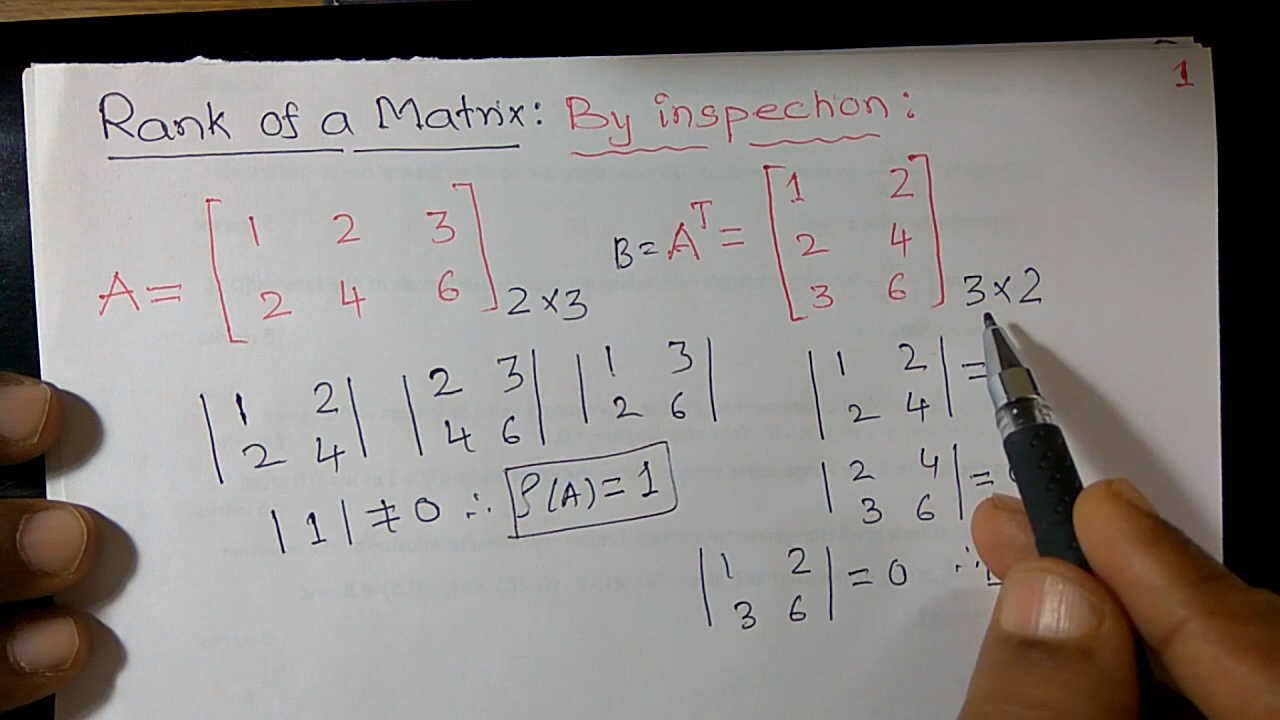 1
Rank of a Matrix: By inspection:
A = [1 2 3
2 4 6] 2×3
B = Aᵀ = [1 2
2 4
3 6] 3×2
|1 2
2 4| |2 3
4 6| |1 3
2 6|
|1| ≠ 0 ∴ ρ(A) = 1
|1 2
2 4| =
|2 4
3 6| =
|1 2
3 6| = 0 ∴